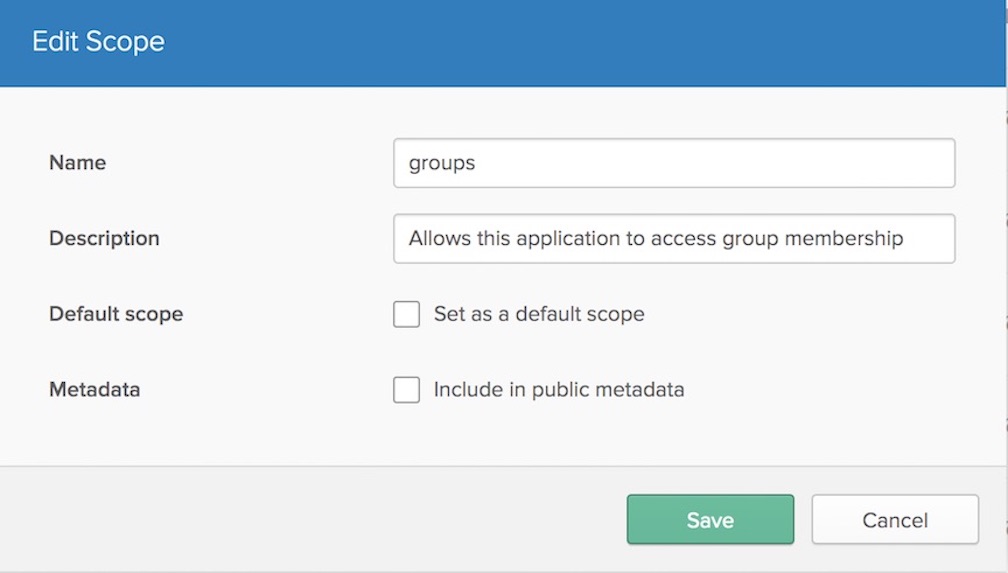 Edit Scope
Name
groups
Description
Allows this application to access group membership
Default scope
Set as a default scope
Metadata
Include in public metadata
Save
Cancel